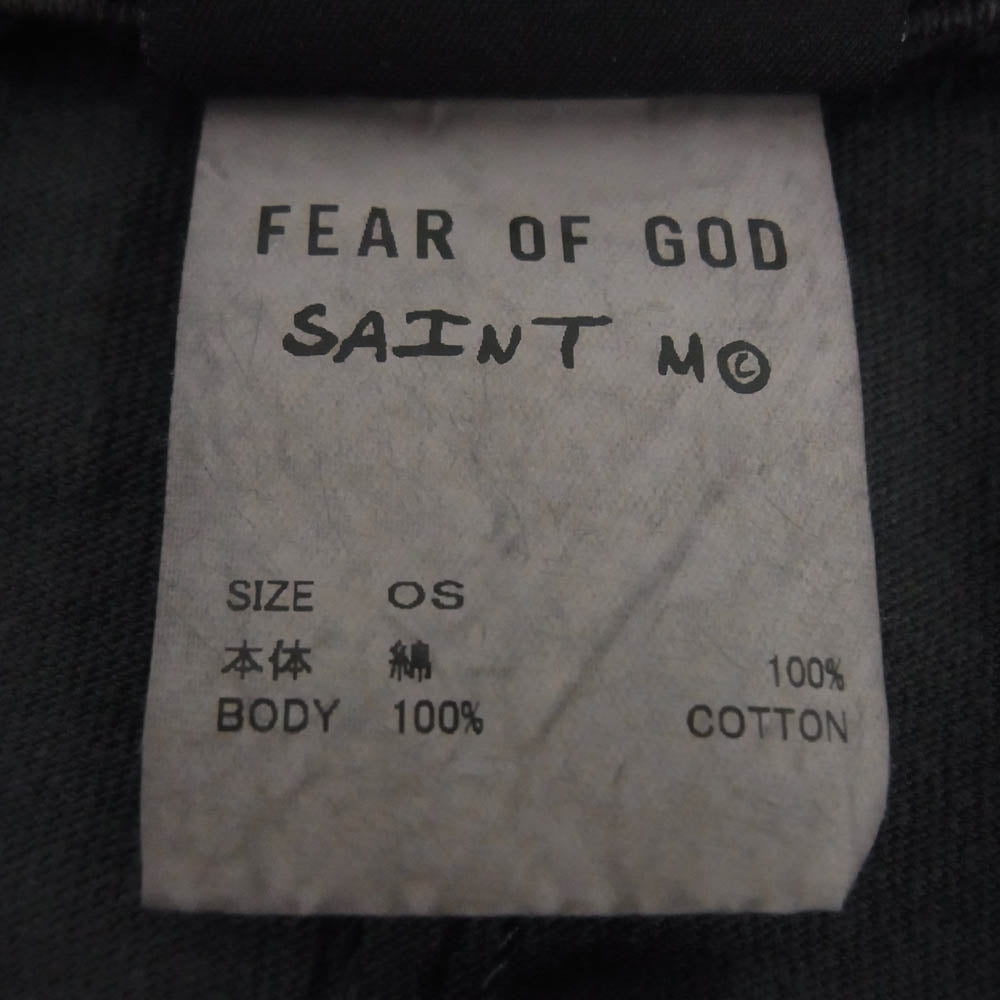 FEAR OF GOD
SAINT M©
SIZE OS
本体 綿 100%
BODY 100% COTTON